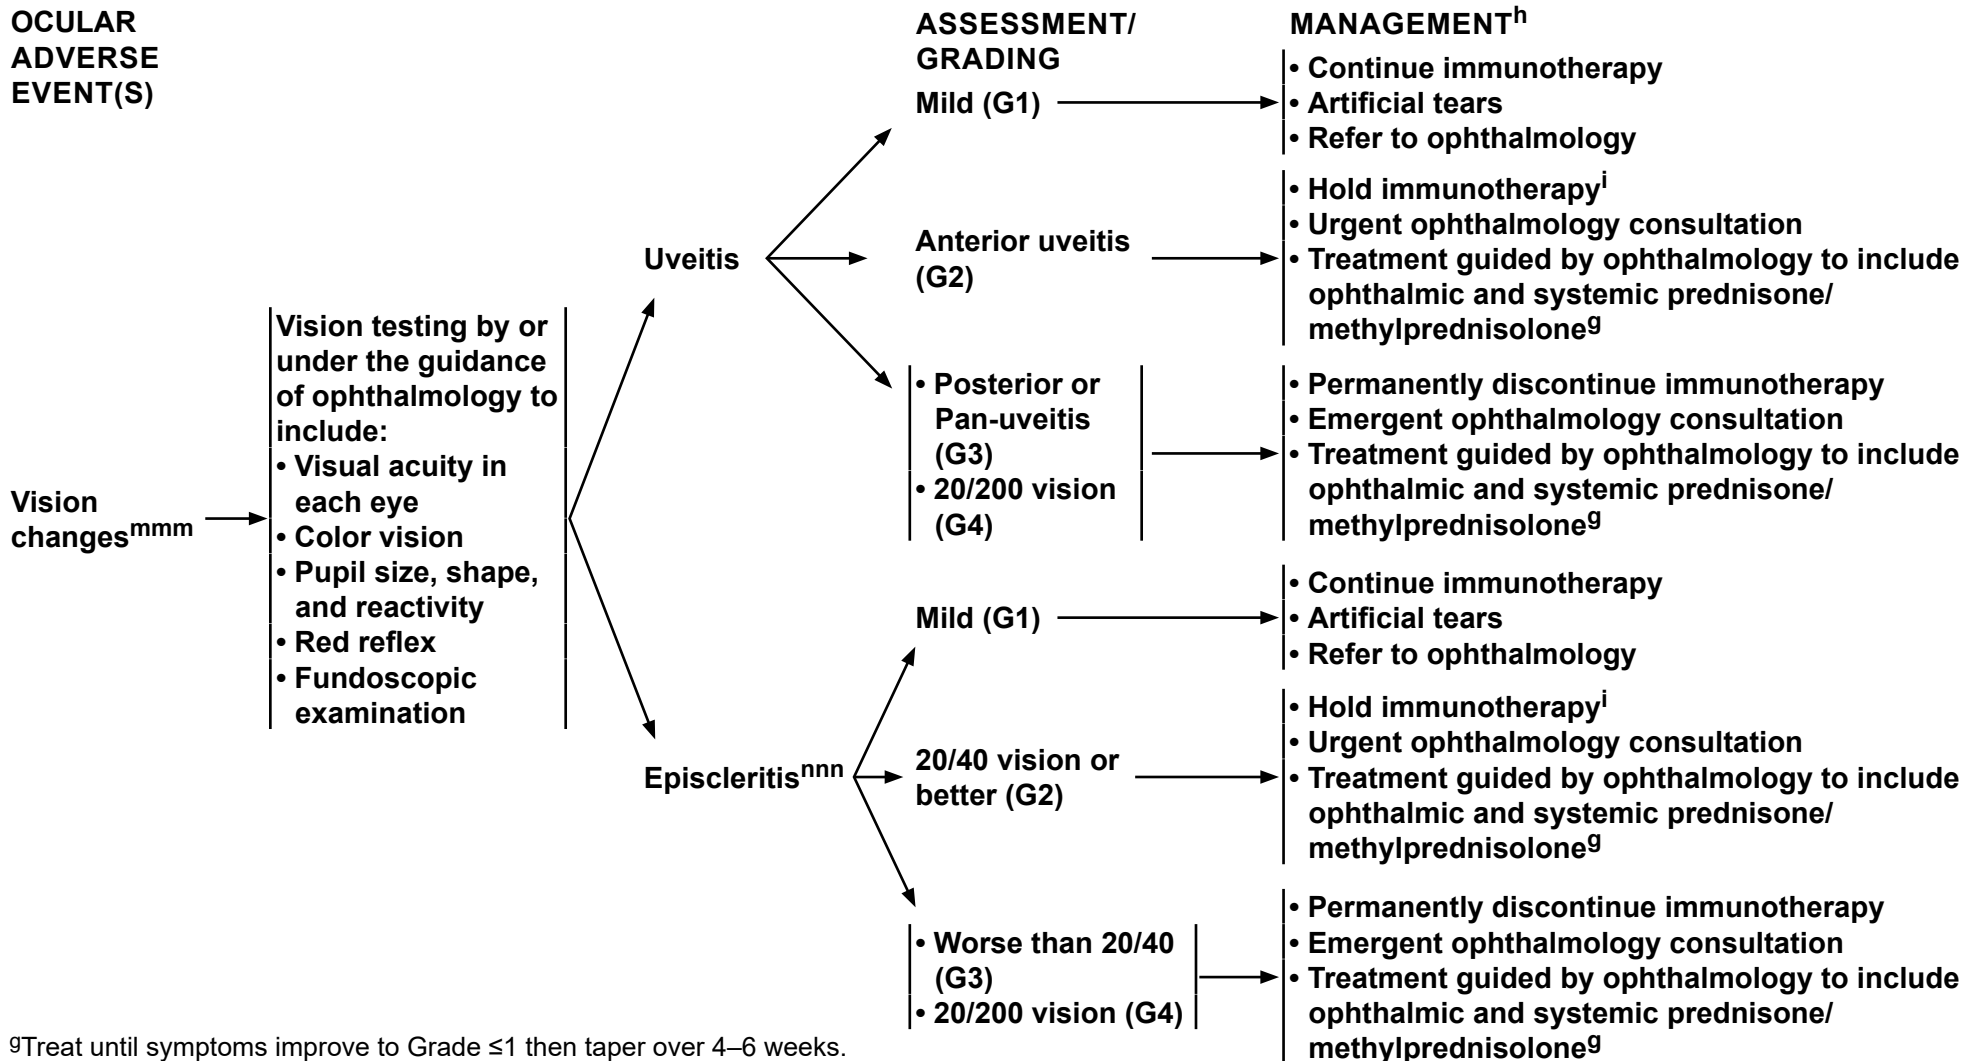 OCULAR
ADVERSE
EVENT(S)
ASSESSMENT/
GRADING
MANAGEMENTh
Vision
changesmmm
Vision testing by or
under the guidance
of ophthalmology to
include:
• Visual acuity in
each eye
• Color vision
• Pupil size, shape,
and reactivity
• Red reflex
• Fundoscopic
examination
Uveitis
Mild (G1)
• Continue immunotherapy
• Artificial tears
• Refer to ophthalmology
Anterior uveitis
(G2)
• Hold immunotherapyi
• Urgent ophthalmology consultation
• Treatment guided by ophthalmology to include
ophthalmic and systemic prednisone/
methylprednisoloneg
• Posterior or
Pan-uveitis
(G3)
• 20/200 vision
(G4)
• Permanently discontinue immunotherapy
• Emergent ophthalmology consultation
• Treatment guided by ophthalmology to include
ophthalmic and systemic prednisone/
methylprednisoloneg
Episcleritisnnn
Mild (G1)
• Continue immunotherapy
• Artificial tears
• Refer to ophthalmology
20/40 vision or
better (G2)
• Hold immunotherapyi
• Urgent ophthalmology consultation
• Treatment guided by ophthalmology to include
ophthalmic and systemic prednisone/
methylprednisoloneg
• Worse than 20/40
(G3)
• 20/200 vision (G4)
• Permanently discontinue immunotherapy
• Emergent ophthalmology consultation
• Treatment guided by ophthalmology to include
ophthalmic and systemic prednisone/
methylprednisoloneg
gTreat until symptoms improve to Grade ≤1 then taper over 4–6 weeks.